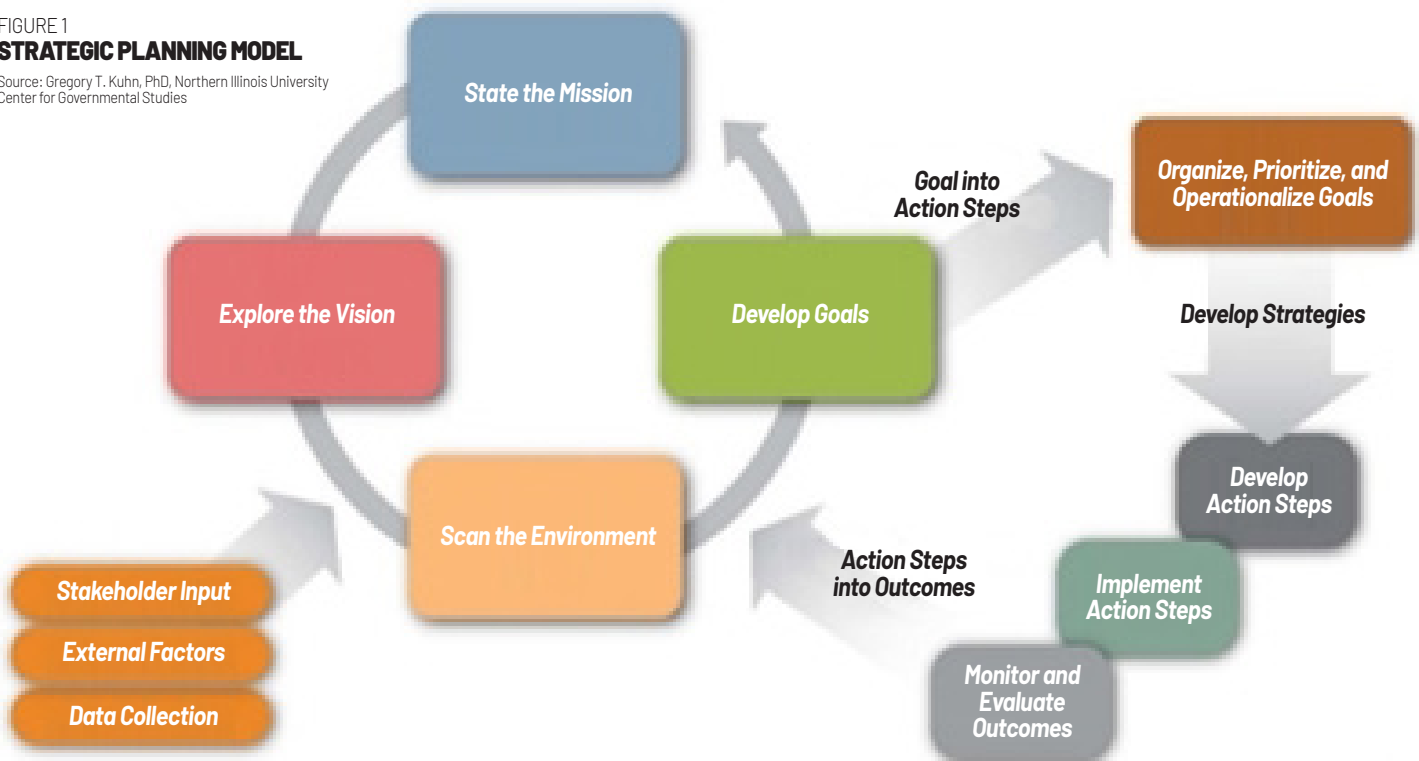 FIGURE 1
STRATEGIC PLANNING MODEL
Source: Gregory T. Kuhn, PhD, Northern Illinois University
Center for Governmental Studies
State the Mission
Explore the Vision
Develop Goals
Scan the Environment
Stakeholder Input
External Factors
Data Collection
Goal into
Action Steps
Organize, Prioritize, and
Operationalize Goals
Develop Strategies
Develop
Action Steps
Implement
Action Steps
Monitor and
Evaluate
Outcomes
Action Steps
into Outcomes